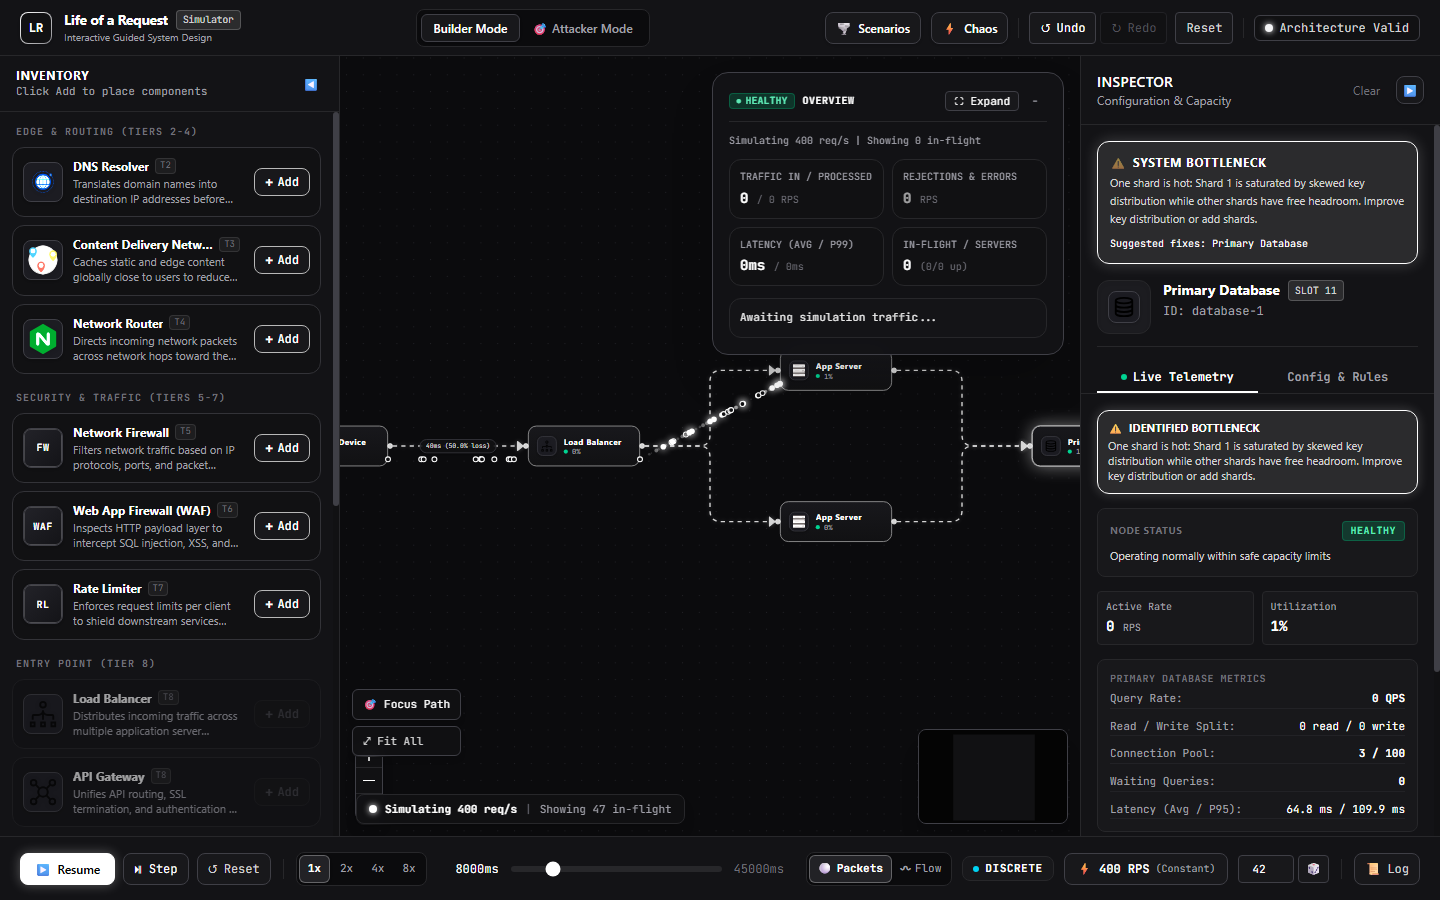 LR
Life of a Request
Simulator
Interactive Guided System Design
Builder Mode
Attacker Mode
Scenarios
Chaos
↺ Undo
↻ Redo
Reset
Architecture Valid
INVENTORY
Click Add to place components
EDGE & ROUTING (TIERS 2-4)
DNS Resolver T2
Translates domain names into
destination IP addresses before...
+ Add
Content Delivery Netw... T3
Caches static and edge content
globally close to users to reduce...
+ Add
Network Router T4
Directs incoming network packets
across network hops toward the...
+ Add
SECURITY & TRAFFIC (TIERS 5-7)
FW
Network Firewall T5
Filters network traffic based on IP
protocols, ports, and packet...
+ Add
WAF
Web App Firewall (WAF) T6
Inspects HTTP payload layer to
intercept SQL injection, XSS, and...
+ Add
RL
Rate Limiter T7
Enforces request limits per client
to shield downstream services...
+ Add
ENTRY POINT (TIER 8)
Load Balancer T8
Distributes incoming traffic across
multiple application server...
+ Add
API Gateway T8
Unifies API routing, SSL
termination, and authentication ...
+ Add
HEALTHY
OVERVIEW
Expand
-
Simulating 400 req/s | Showing 0 in-flight
TRAFFIC IN / PROCESSED
0 / 0 RPS
REJECTIONS & ERRORS
0 RPS
LATENCY (AVG / P99)
0ms / 0ms
IN-FLIGHT / SERVERS
0 (0/0 up)
Awaiting simulation traffic...
Device
40ms (50.0% loss)
Load Balancer
0%
App Server
1%
App Server
0%
Pri
1
Focus Path
Fit All
Simulating 400 req/s | Showing 47 in-flight
INSPECTOR
Configuration & Capacity
Clear
SYSTEM BOTTLENECK
One shard is hot: Shard 1 is saturated by skewed key
distribution while other shards have free headroom. Improve
key distribution or add shards.
Suggested fixes: Primary Database
Primary Database SLOT 11
ID: database-1
Live Telemetry
Config & Rules
IDENTIFIED BOTTLENECK
One shard is hot: Shard 1 is saturated by skewed key
distribution while other shards have free headroom. Improve
key distribution or add shards.
NODE STATUS
HEALTHY
Operating normally within safe capacity limits
Active Rate
0 RPS
Utilization
1%
PRIMARY DATABASE METRICS
Query Rate: 0 QPS
Read / Write Split: 0 read / 0 write
Connection Pool: 3 / 100
Waiting Queries: 0
Latency (Avg / P95): 64.8 ms / 109.9 ms
Resume
Step
↺ Reset
1x
2x
4x
8x
8000ms
45000ms
Packets
Flow
DISCRETE
400 RPS (Constant)
42
Log